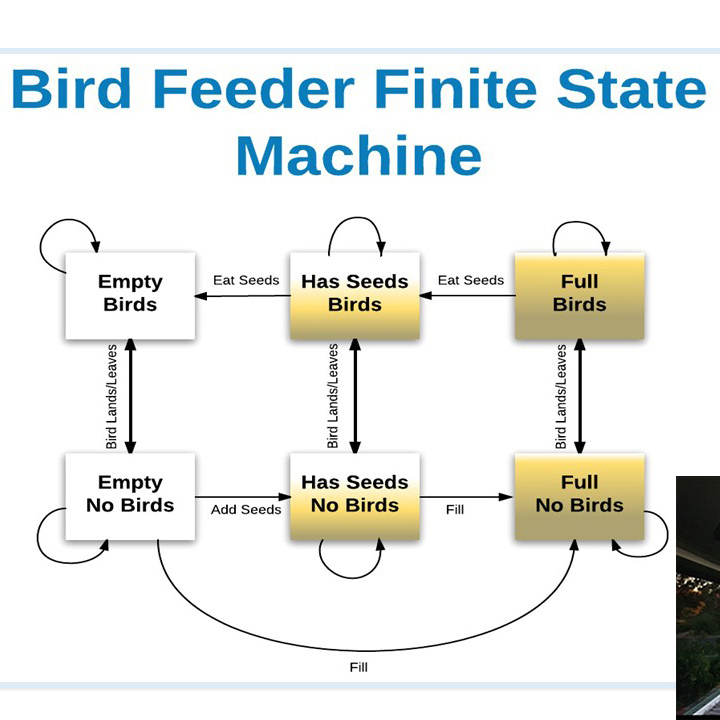 Bird Feeder Finite State
Machine
Empty
Birds
Eat Seeds
Has Seeds
Birds
Eat Seeds
Full
Birds
Bird Lands/Leaves
Bird Lands/Leaves
Bird Lands/Leaves
Empty
No Birds
Add Seeds
Has Seeds
No Birds
Fill
Full
No Birds
Fill